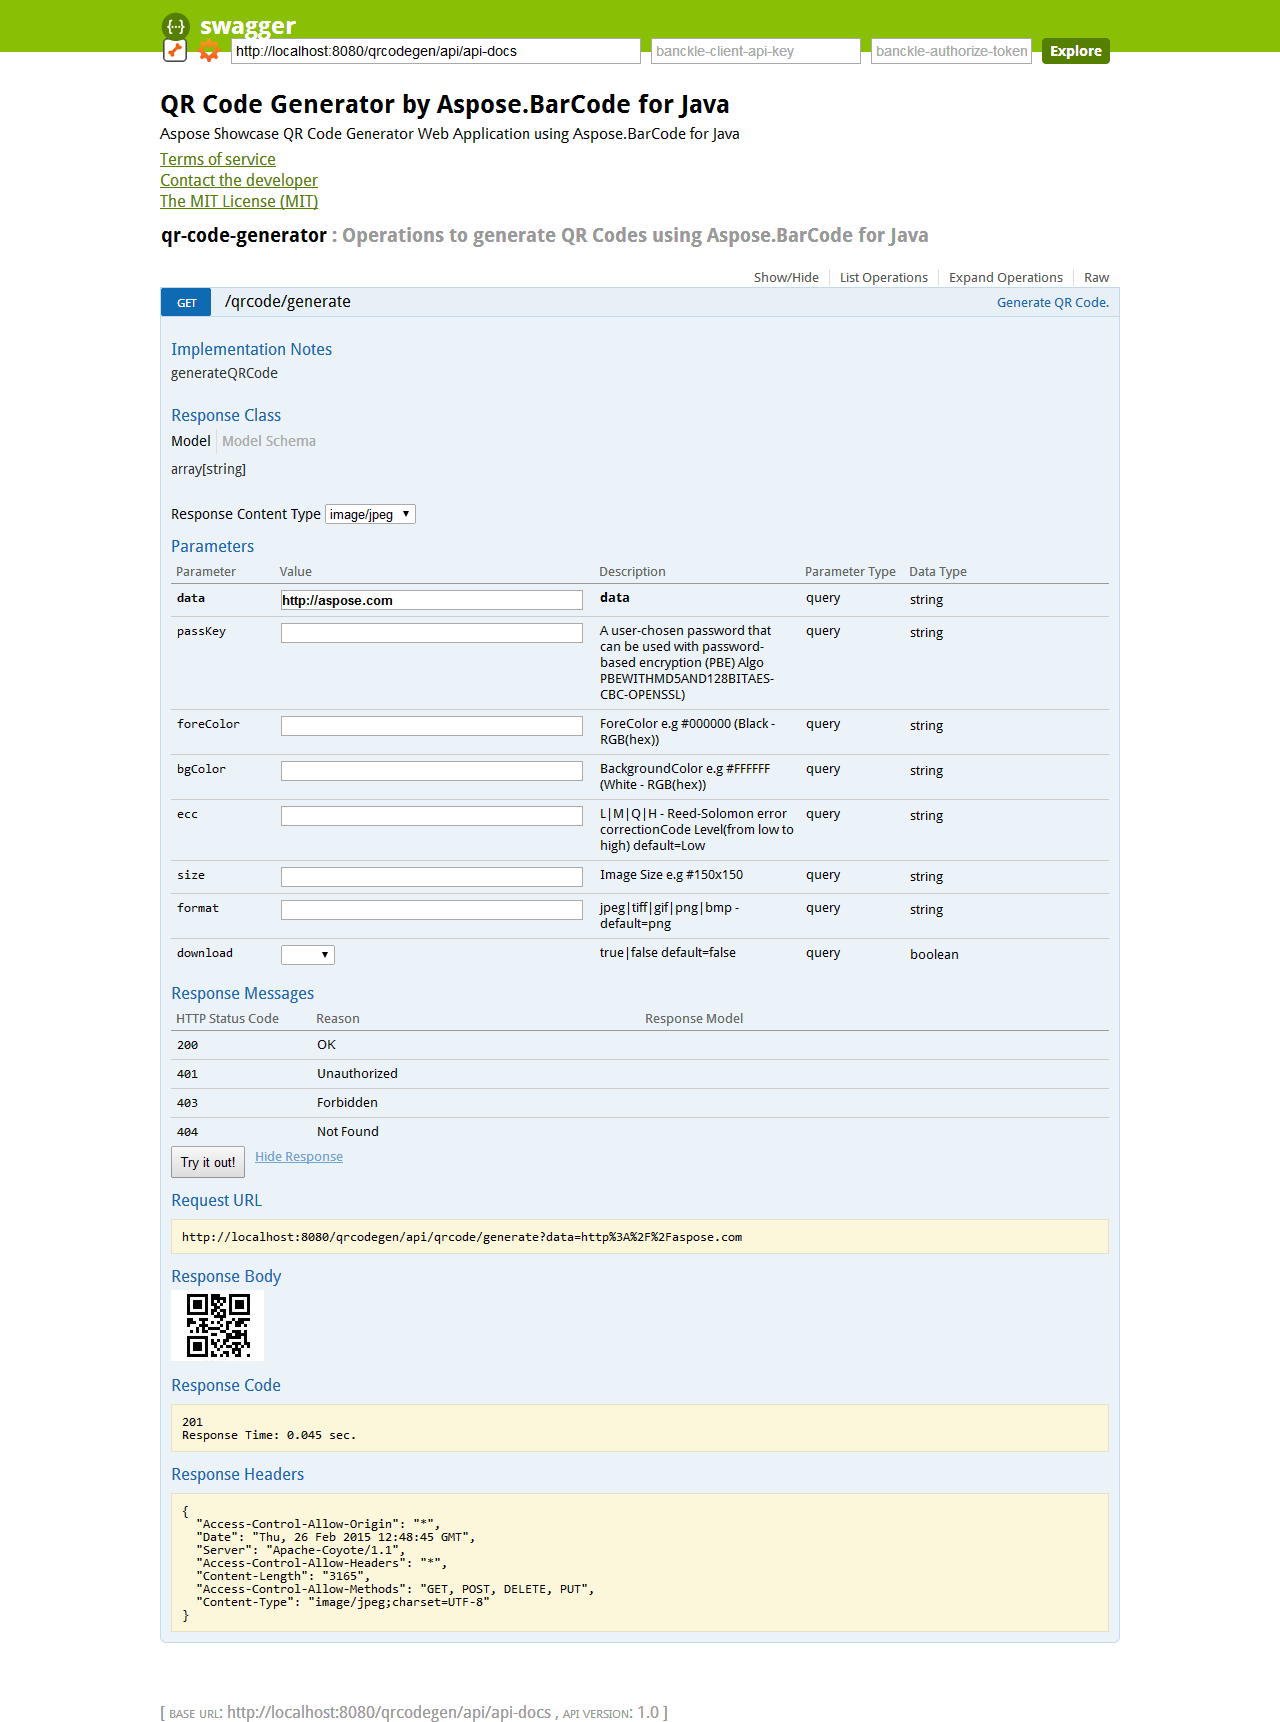 {···} swagger
http://localhost:8080/qrcodegen/api/api-docs banckle-client-api-key banckle-authorize-token Explore
QR Code Generator by Aspose.BarCode for Java
Aspose Showcase QR Code Generator Web Application using Aspose.BarCode for Java
Terms of service
Contact the developer
The MIT License (MIT)
qr-code-generator : Operations to generate QR Codes using Aspose.BarCode for Java
Show/Hide List Operations Expand Operations Raw
GET /qrcode/generate Generate QR Code.
Implementation Notes
generateQRCode
Response Class
Model Model Schema
array[string]
Response Content Type image/jpeg
Parameters
Parameter Value Description Parameter Type Data Type
data http://aspose.com data query string
passKey A user-chosen password that query string
can be used with password-
based encryption (PBE) Algo
PBEWITHMD5AND128BITAES-
CBC-OPENSSL)
foreColor ForeColor e.g #000000 (Black - query string
RGB(hex))
bgColor BackgroundColor e.g #FFFFFF query string
(White - RGB(hex))
ecc L|M|Q|H - Reed-Solomon error query string
correctionCode Level(from low to
high) default=Low
size Image Size e.g #150x150 query string
format jpeg|tiff|gif|png|bmp - query string
default=png
download true|false default=false query boolean
Response Messages
HTTP Status Code Reason Response Model
200 OK
401 Unauthorized
403 Forbidden
404 Not Found
Try it out! Hide Response
Request URL
http://localhost:8080/qrcodegen/api/qrcode/generate?data=http%3A%2F%2Faspose.com
Response Body
Response Code
201
Response Time: 0.045 sec.
Response Headers
{
"Access-Control-Allow-Origin": "*",
"Date": "Thu, 26 Feb 2015 12:48:45 GMT",
"Server": "Apache-Coyote/1.1",
"Access-Control-Allow-Headers": "*",
"Content-Length": "3165",
"Access-Control-Allow-Methods": "GET, POST, DELETE, PUT",
"Content-Type": "image/jpeg;charset=UTF-8"
}
[ BASE URL: http://localhost:8080/qrcodegen/api/api-docs , API VERSION: 1.0 ]